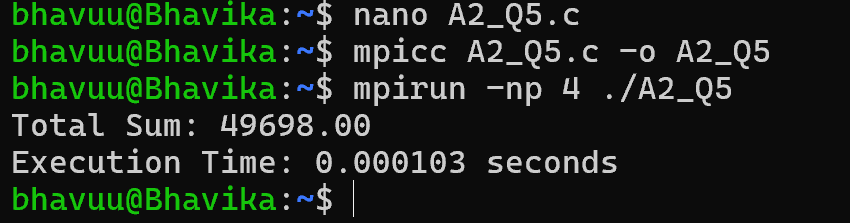 bhavuu@Bhavika:~$ nano A2_Q5.c
bhavuu@Bhavika:~$ mpicc A2_Q5.c -o A2_Q5
bhavuu@Bhavika:~$ mpirun -np 4 ./A2_Q5
Total Sum: 49698.00
Execution Time: 0.000103 seconds
bhavuu@Bhavika:~$